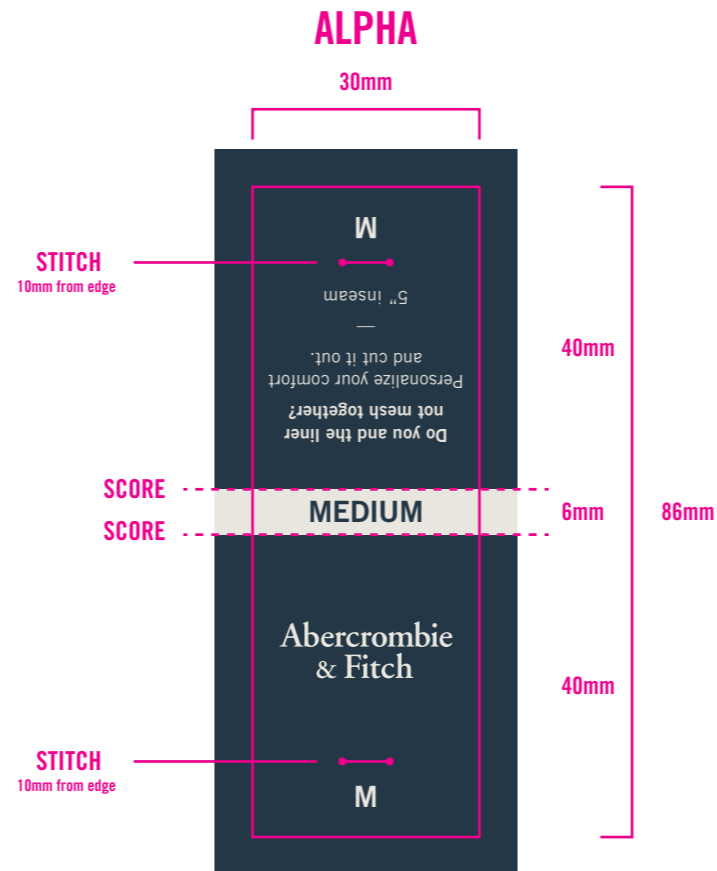 ALPHA
30mm
M
STITCH
10mm from edge
5” inseam
—
Do you and the liner
not mesh together?
Personalize your comfort
and cut it out.
40mm
SCORE
MEDIUM
6mm
86mm
SCORE
Abercrombie
& Fitch
40mm
STITCH
10mm from edge
M